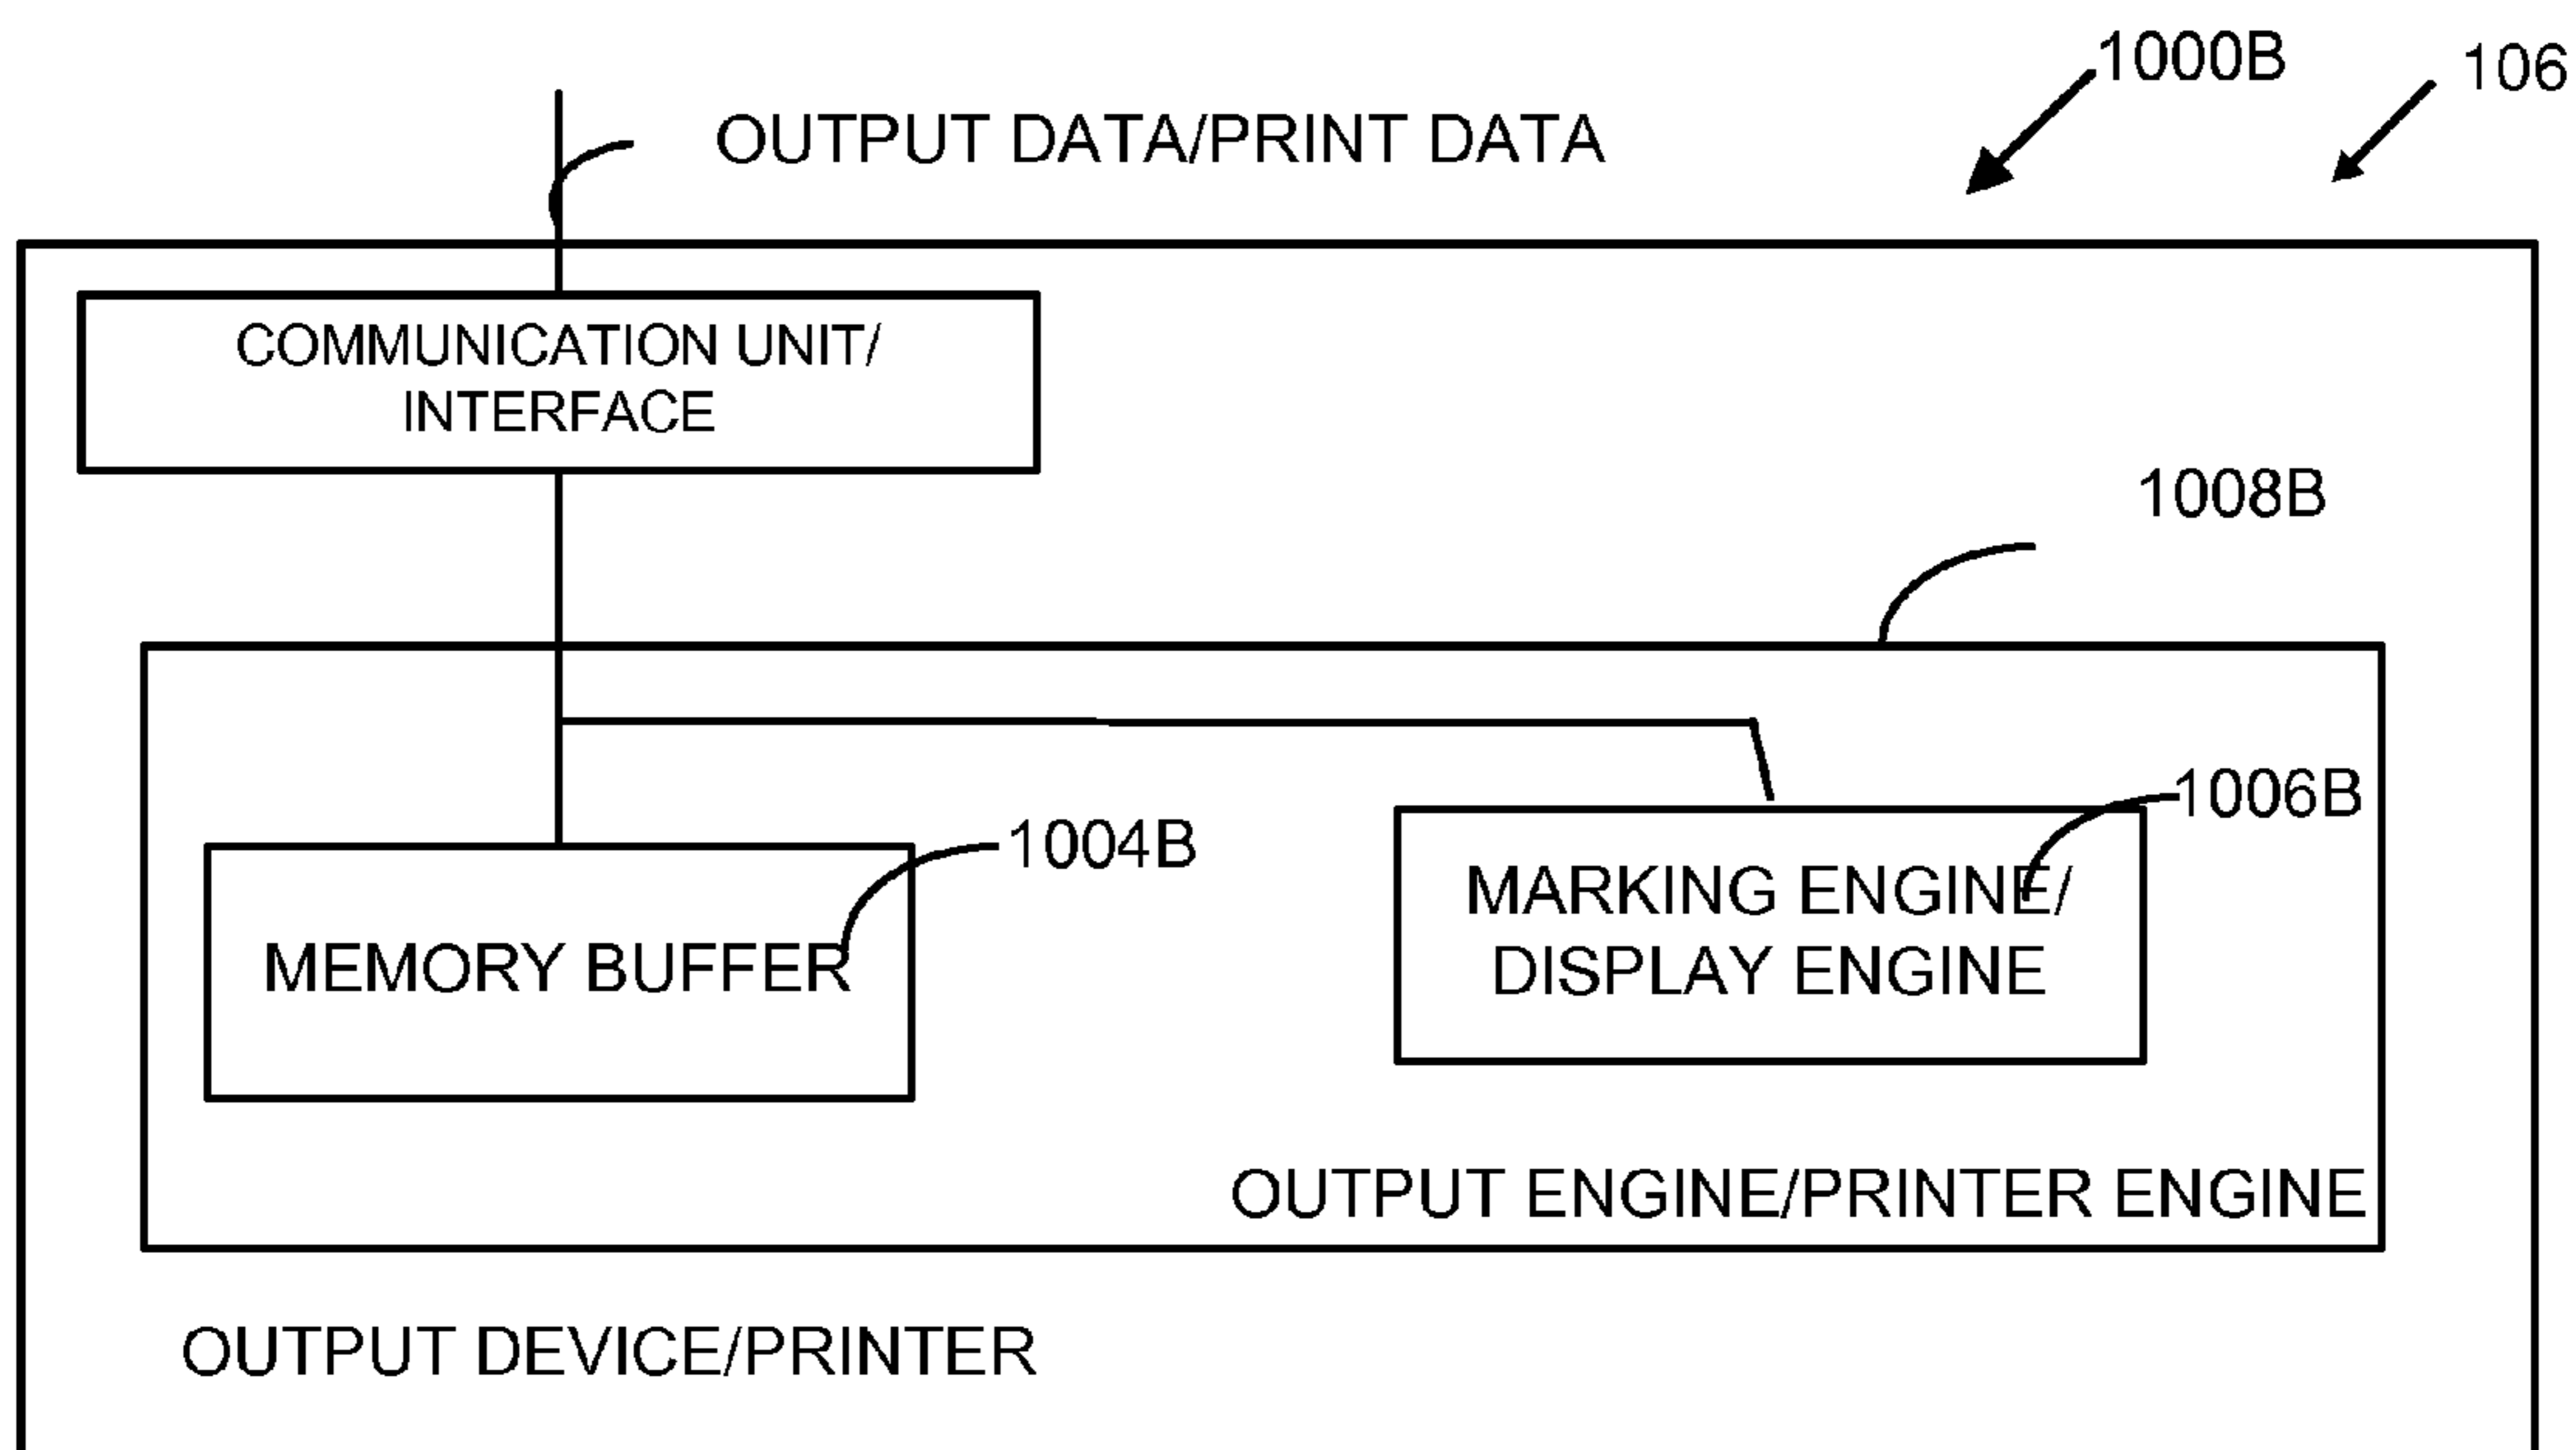 1000B
106
OUTPUT DATA/PRINT DATA
COMMUNICATION UNIT/
INTERFACE
1008B
1006B
1004B
MARKING ENGINE/
DISPLAY ENGINE
MEMORY BUFFER
OUTPUT ENGINE/PRINTER ENGINE
OUTPUT DEVICE/PRINTER